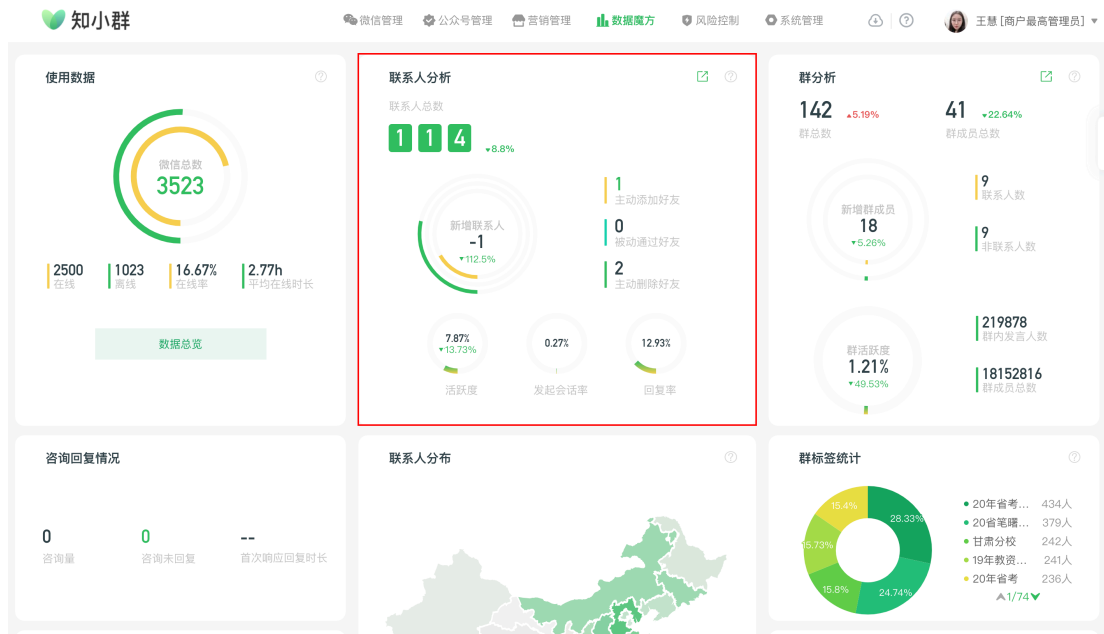 知小群
微信管理
公众号管理
营销管理
数据魔方
风险控制
系统管理
王慧 [商户最高管理员]
使用数据
微信总数
3523
2500
在线
1023
离线
16.67%
在线率
2.77h
平均在线时长
数据总览
联系人分析
联系人总数
114
8.8%
新增联系人
-1
112.5%
1
主动添加好友
0
被动通过好友
2
主动删除好友
7.87%
13.73%
活跃度
0.27%
发起会话率
12.93%
回复率
群分析
142
5.19%
群总数
41
22.64%
群成员总数
新增群成员
18
5.26%
9
联系人数
9
非联系人数
群活跃度
1.21%
49.53%
219878
群内发言人数
18152816
群成员总数
咨询回复情况
0
咨询量
0
咨询未回复
--
首次响应回复时长
联系人分布
群标签统计
15.4%
28.33%
5.73%
15.8%
24.74%
20年省考... 434人
20省笔曙... 379人
甘肃分校 242人
19年教资... 241人
20年省考 236人
1/74